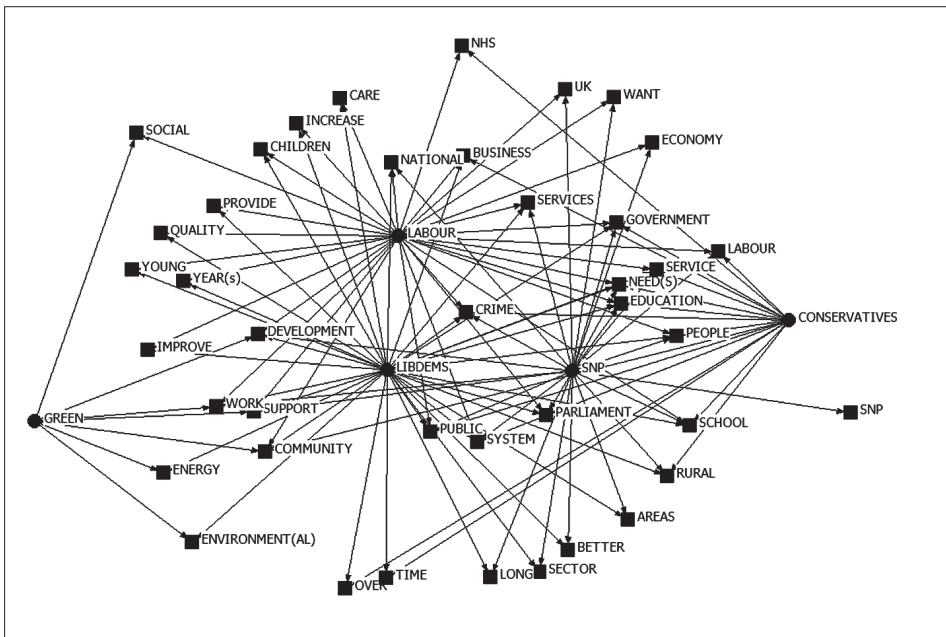 NHS
UK
WANT
CARE
INCREASE
SOCIAL
CHILDREN
NATIONAL
BUSINESS
ECONOMY
PROVIDE
SERVICES
GOVERNMENT
QUALITY
LABOUR
LABOUR
YOUNG
YEAR(s)
SERVICE
NEED(S)
EDUCATION
CRIME
CONSERVATIVES
DEVELOPMENT
PEOPLE
IMPROVE
LIBDEMS
SNP
WORK
SUPPORT
PARLIAMENT
SNP
GREEN
PUBLIC
SYSTEM
SCHOOL
COMMUNITY
ENERGY
RURAL
AREAS
ENVIRONMENT(AL)
BETTER
OVER
TIME
LONG
SECTOR